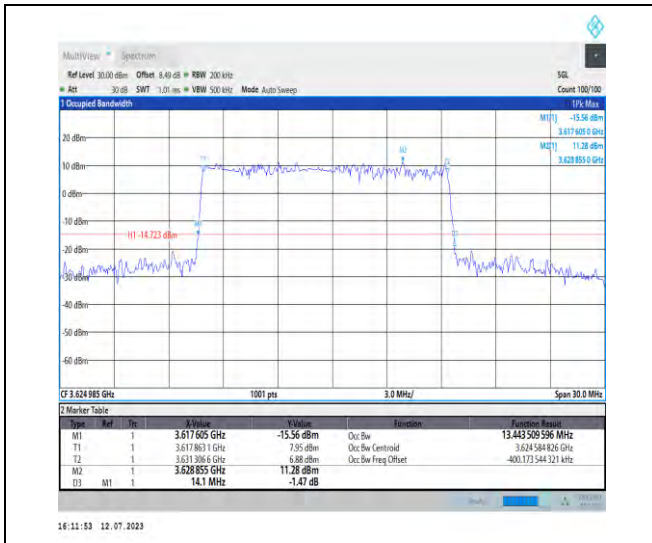 MultiView Spectrum
Ref Level 30.00 dBm Offset 8.49 dB RBW 200 kHz SGL
Att 30 dB SWT 1.01 ms VBW 500 kHz Mode Auto Sweep Count 100/100
1 Occupied Bandwidth 1Pk Max
M1[1] -15.56 dBm
3.617 605 0 GHz
20 dBm
M2[1] 11.28 dBm
3.628 855 0 GHz
T1 M2 T2
10 dBm
0 dBm
-10 dBm
M1
H1 -14.723 dBm
D3
-20 dBm
-30 dBm
-40 dBm
-50 dBm
-60 dBm
CF 3.624 985 GHz 1001 pts 3.0 MHz/ Span 30.0 MHz
2 Marker Table
Type Ref Trc X-Value Y-Value Function Function Result
M1 1 3.617 605 GHz -15.56 dBm Occ Bw 13.443 509 596 MHz
T1 1 3.617 863 1 GHz 7.95 dBm Occ Bw Centroid 3.624 584 826 GHz
T2 1 3.631 306 6 GHz 6.88 dBm Occ Bw Freq Offset -400.173 544 321 kHz
M2 1 3.628 855 GHz 11.28 dBm
D3 M1 1 14.1 MHz -1.47 dB
16:11:53 12.07.2023